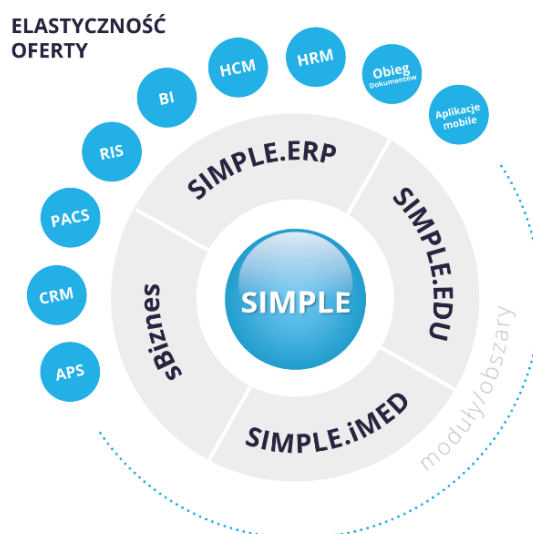 ELASTYCZNOŚĆ
OFERTY
APS
CRM
PACS
RIS
BI
HCM
HRM
Obieg
Dokumentów
Aplikacje
mobile
SIMPLE.ERP
SIMPLE.EDU
SIMPLE.iMED
sBiznes
SIMPLE
moduły/obszary